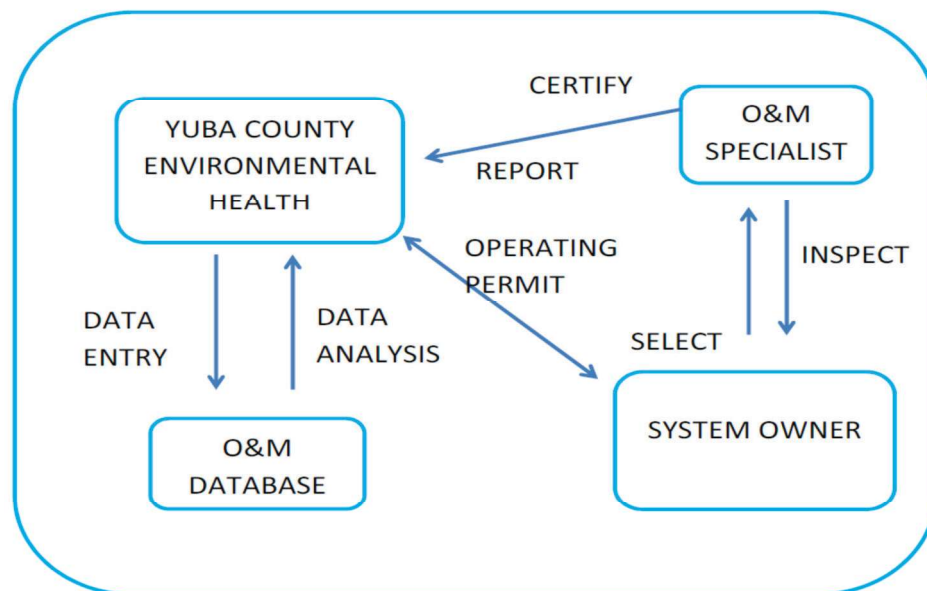 CERTIFY
YUBA COUNTY
ENVIRONMENTAL
HEALTH
O&M
SPECIALIST
REPORT
OPERATING
PERMIT
INSPECT
DATA
ENTRY
DATA
ANALYSIS
SELECT
SYSTEM OWNER
O&M
DATABASE